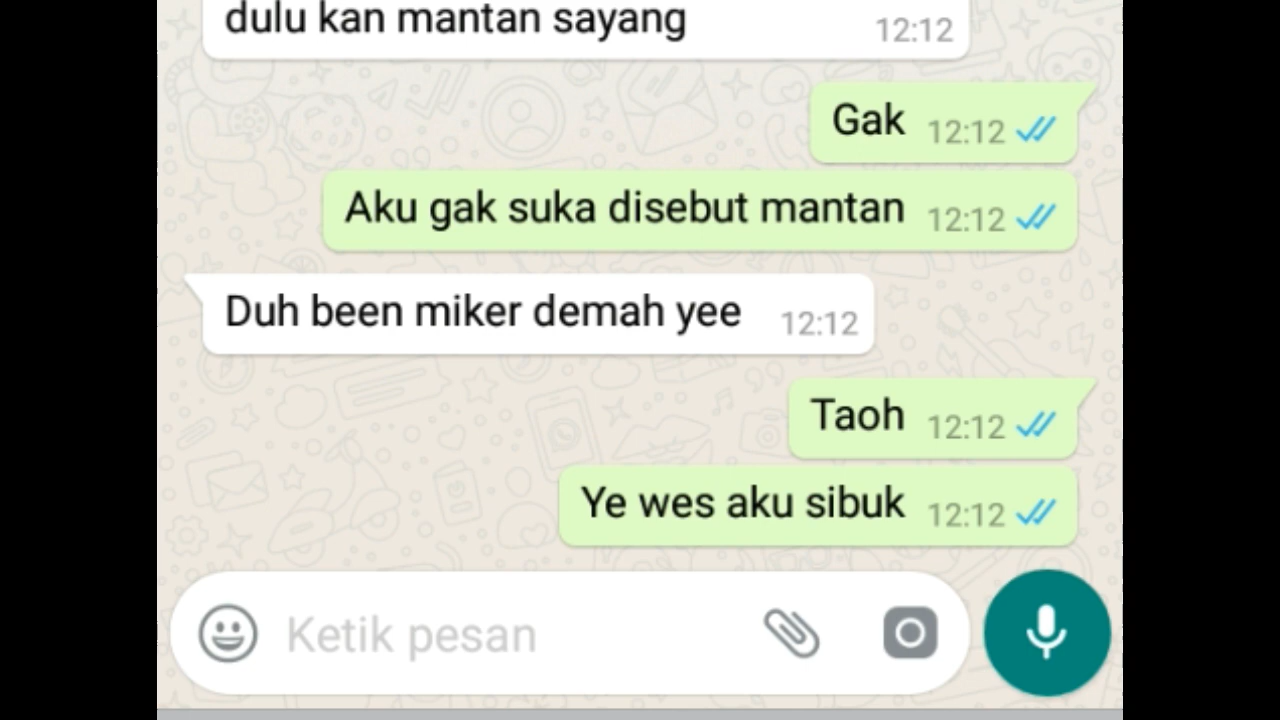 dulu kan mantan sayang 12:12
Gak 12:12
Aku gak suka disebut mantan 12:12
Duh been miker demah yee 12:12
Taoh 12:12
Ye wes aku sibuk 12:12
Ketik pesan